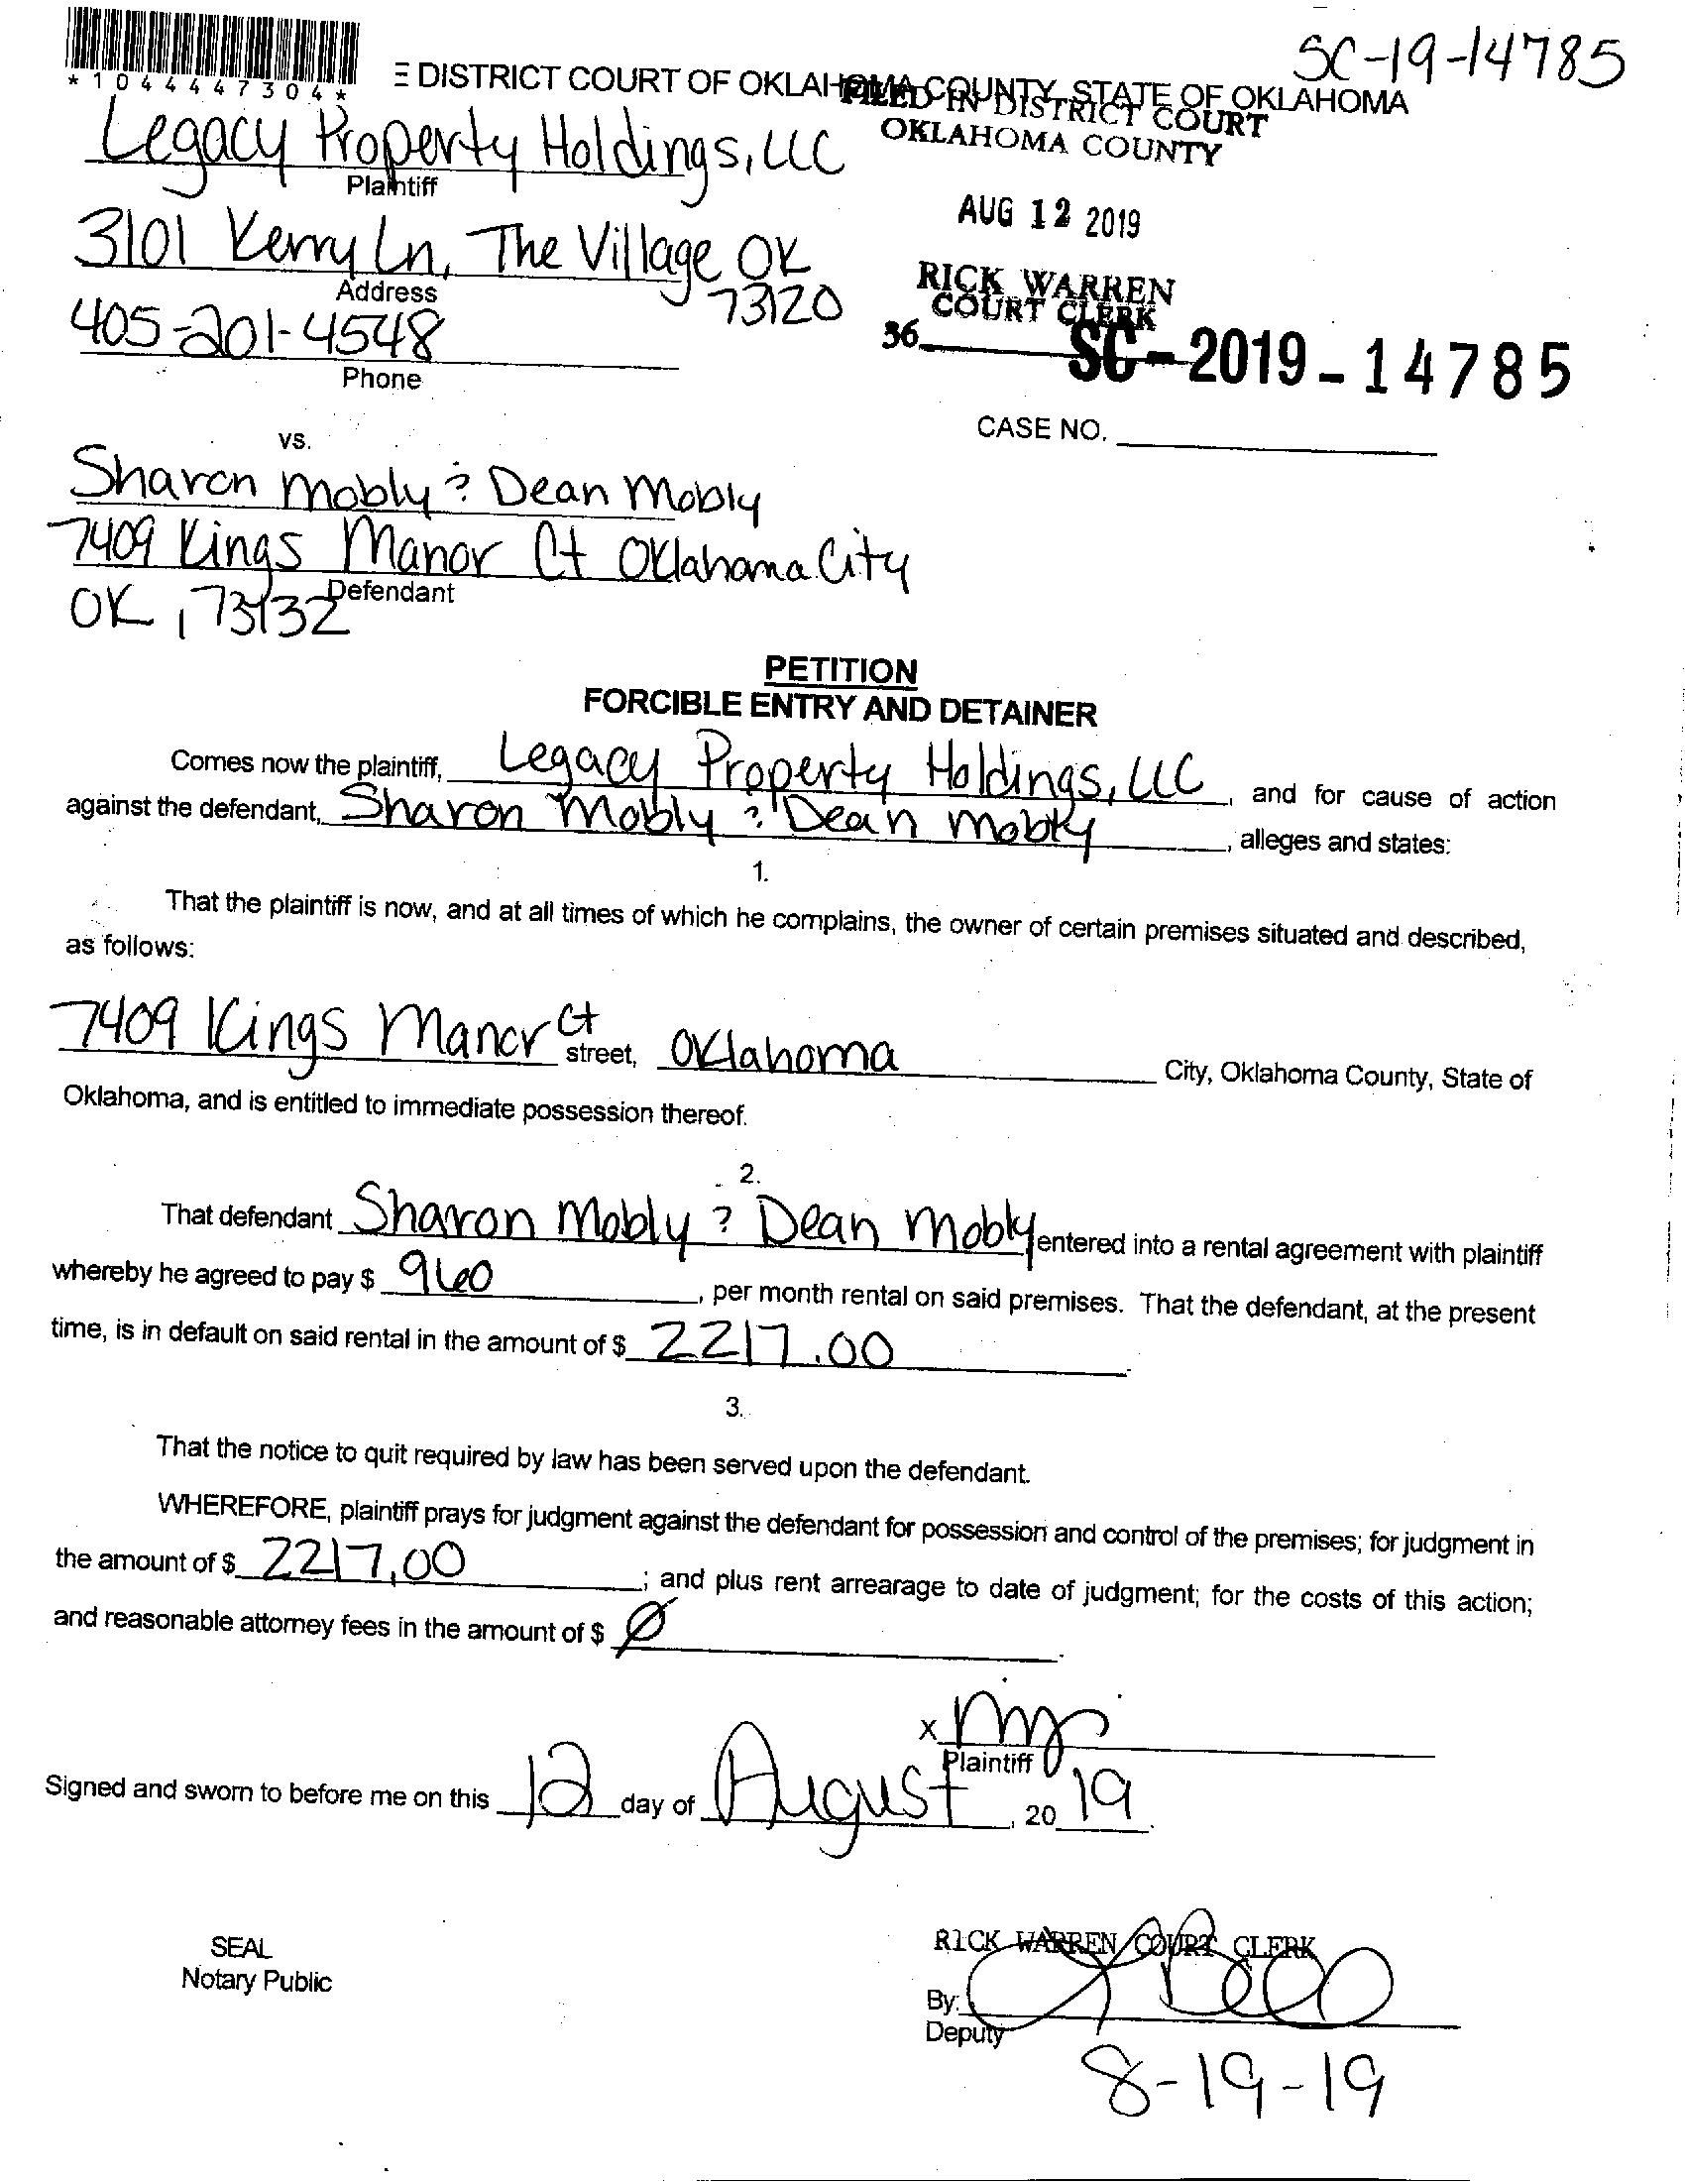 SC-19-14785
*1044447304*
E DISTRICT COURT OF OKLAHOMA COUNTY, STATE OF OKLAHOMA
FILED IN DISTRICT COURT
OKLAHOMA COUNTY
Legacy Property Holdings, LLC
Plaintiff
AUG 12 2019
3101 Kerry Ln, The Village OK
73120
Address
RICK WARREN
COURT CLERK
405-201-4548
36
Phone
SC-2019-14785
CASE NO.
vs.
Sharon Mobly & Dean Mobly
7409 Kings Manor Ct Oklahoma City
OK, 73132
Defendant
PETITION
FORCIBLE ENTRY AND DETAINER
Comes now the plaintiff, Legacy Property Holdings, LLC, and for cause of action
against the defendant, Sharon Mobly & Dean Mobly, alleges and states:
1.
That the plaintiff is now, and at all times of which he complains, the owner of certain premises situated and described,
as follows:
7409 Kings Manor Ct street, Oklahoma City, Oklahoma County, State of
Oklahoma, and is entitled to immediate possession thereof.
2.
That defendant Sharon Mobly & Dean Mobly entered into a rental agreement with plaintiff
whereby he agreed to pay $ 960, per month rental on said premises. That the defendant, at the present
time, is in default on said rental in the amount of $ 2217.00.
3.
That the notice to quit required by law has been served upon the defendant.
WHEREFORE, plaintiff prays for judgment against the defendant for possession and control of the premises; for judgment in
the amount of $ 2217.00; and plus rent arrearage to date of judgment; for the costs of this action;
and reasonable attorney fees in the amount of $ Ø.
X
Plaintiff
Signed and sworn to before me on this 12 day of August, 2019.
SEAL
Notary Public
RICK WARREN COURT CLERK
By:
Deputy
8-19-19